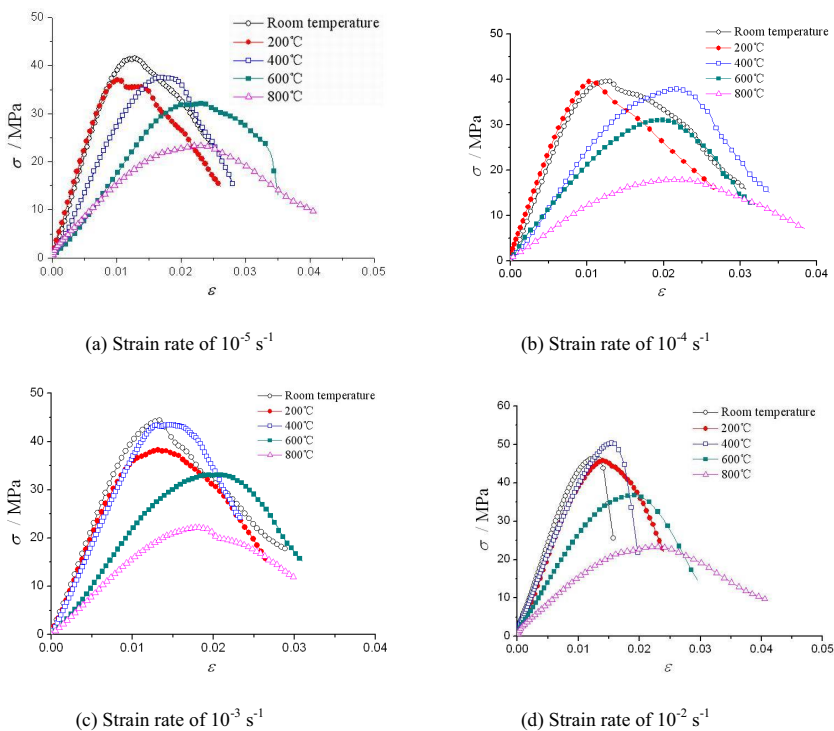 50
40
30
20
10
0
σ / MPa
0.00 0.01 0.02 0.03 0.04 0.05
ε
Room temperature
200℃
400℃
600℃
800℃
(a) Strain rate of 10⁻⁵ s⁻¹
50
40
30
20
10
0
σ / MPa
0.00 0.01 0.02 0.03 0.04
ε
Room temperature
200℃
400℃
600℃
800℃
(b) Strain rate of 10⁻⁴ s⁻¹
50
40
30
20
10
0
σ / MPa
0.00 0.01 0.02 0.03 0.04
ε
Room temperature
200℃
400℃
600℃
800℃
(c) Strain rate of 10⁻³ s⁻¹
60
50
40
30
20
10
0
σ / MPa
0.00 0.01 0.02 0.03 0.04 0.05
ε
Room temperature
200℃
400℃
600℃
800℃
(d) Strain rate of 10⁻² s⁻¹